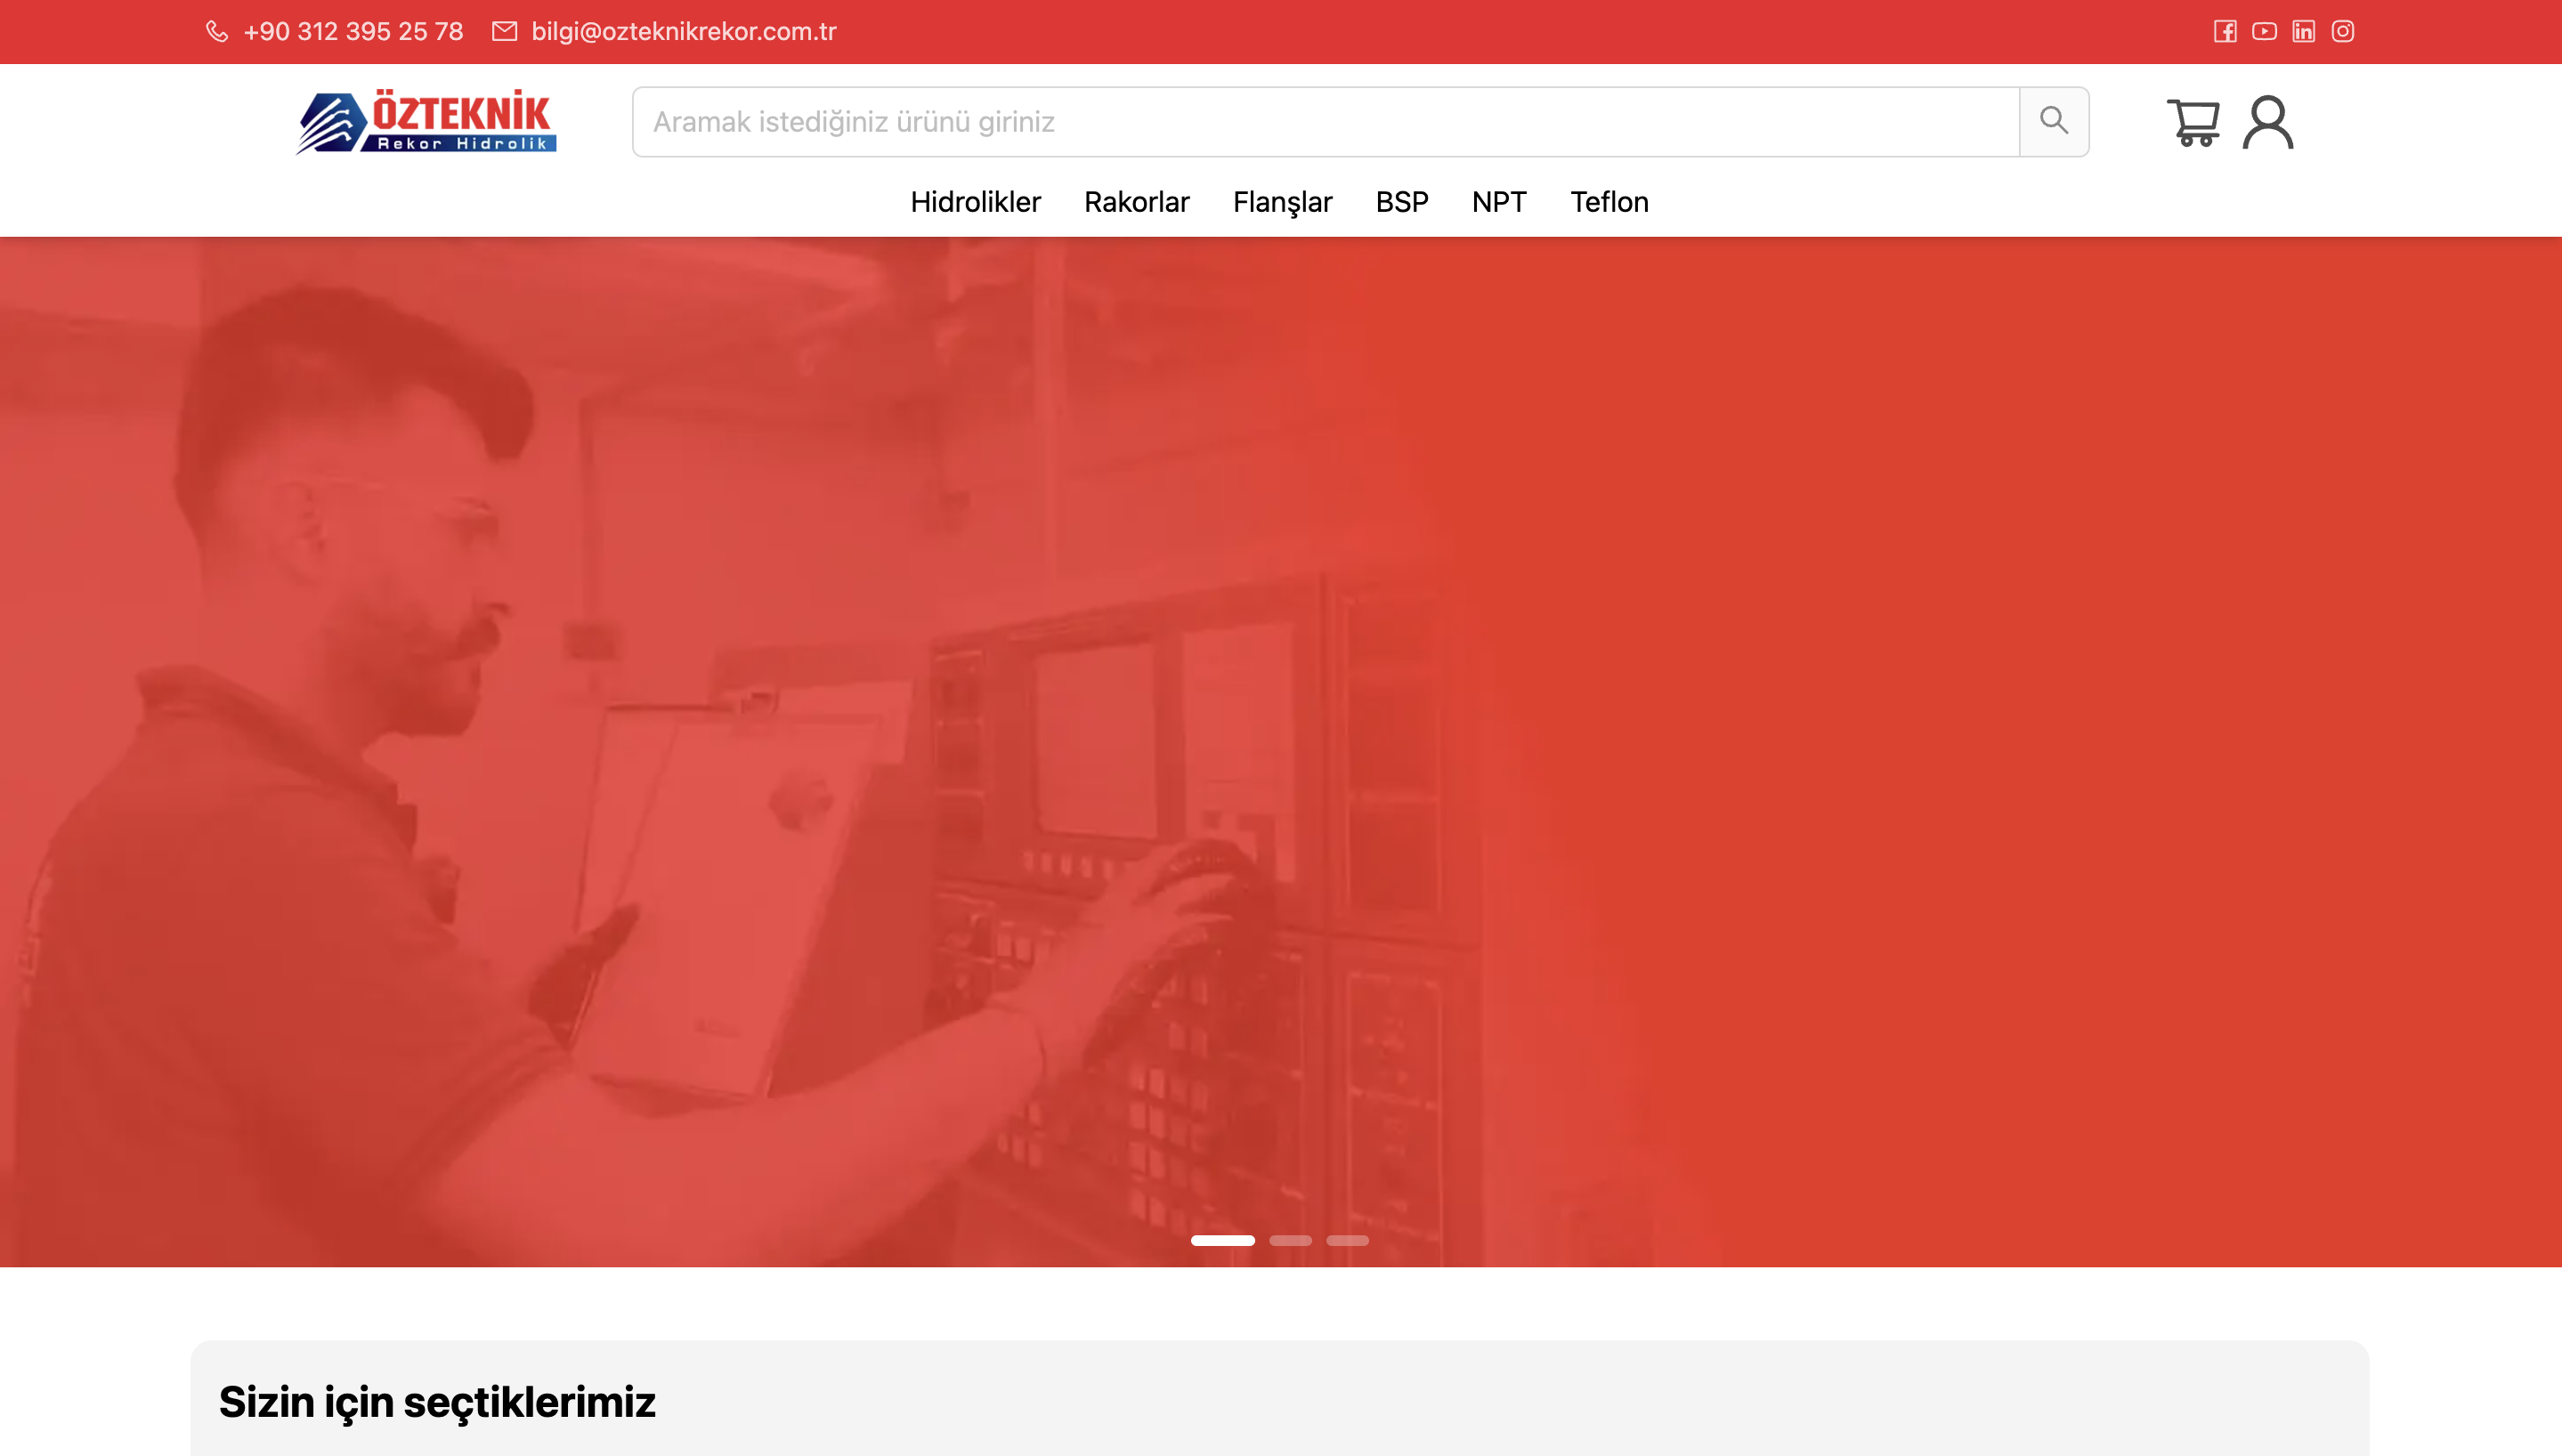 +90 312 395 25 78 bilgi@ozteknikrekor.com.tr
ÖZTEKNİK
Rekor Hidrolik
Aramak istediğiniz ürünü giriniz
Hidrolikler Rakorlar Flanşlar BSP NPT Teflon
Sizin için seçtiklerimiz